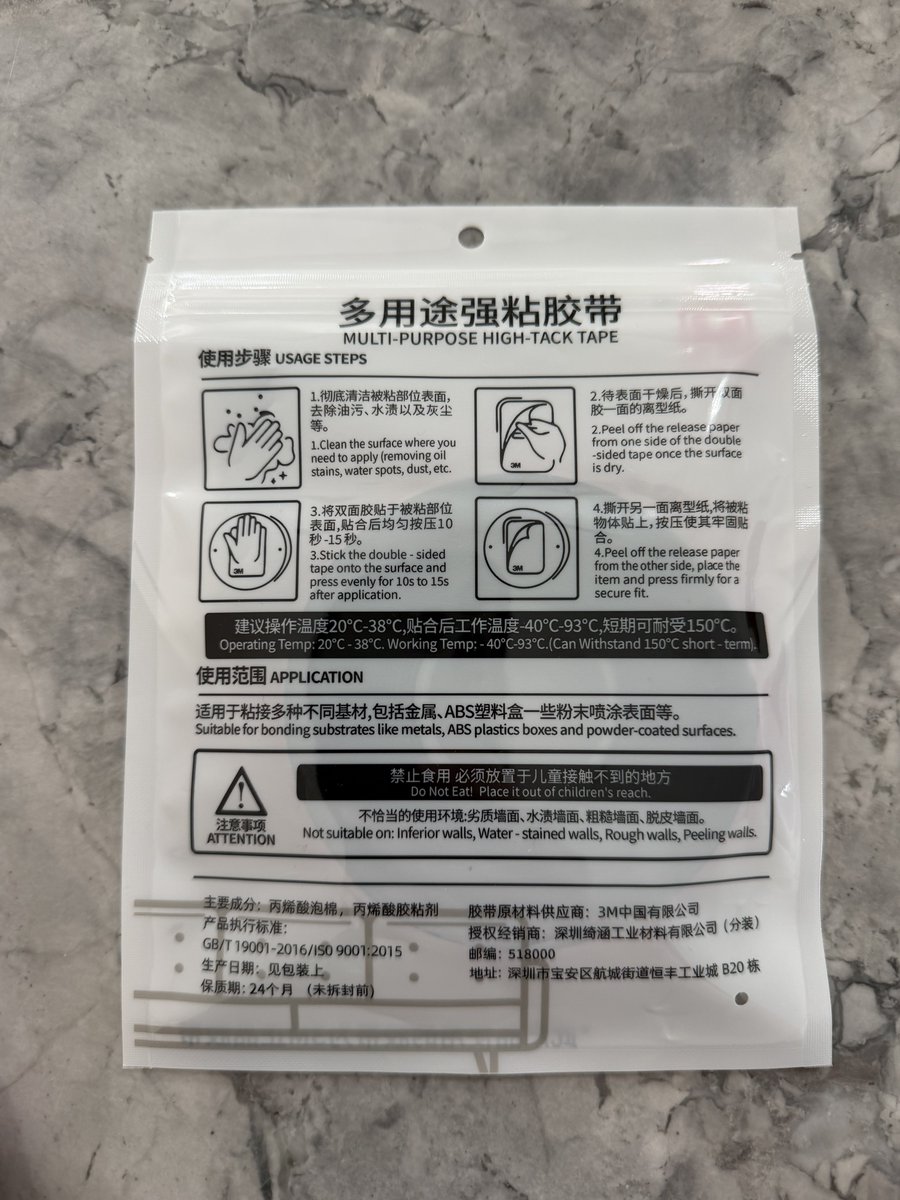 多用途强粘胶带
MULTI-PURPOSE HIGH-TACK TAPE
使用步骤 USAGE STEPS
1.彻底清洁被粘部位表面,
去除油污、水渍以及灰尘
等。
1.Clean the surface where you
need to apply (removing oil
stains, water spots, dust, etc.
2.待表面干燥后，撕开双面
胶一面的离型纸。
2.Peel off the release paper
from one side of the double
-sided tape once the surface
is dry.
3M
3.将双面胶贴于被粘部位
表面,贴合后均匀按压10
秒-15秒。
3.Stick the double - sided
tape onto the surface and
press evenly for 10s to 15s
after application.
3M
4.撕开另一面离型纸,将被粘
物体贴上，按压使其牢固贴
合。
4.Peel off the release paper
from the other side, place the
item and press firmly for a
secure fit.
3M
建议操作温度20°C-38°C,贴合后工作温度-40°C-93°C,短期可耐受150°C。
Operating Temp: 20°C - 38°C. Working Temp: - 40°C-93°C.(Can Withstand 150°C short - term).
使用范围 APPLICATION
适用于粘接多种不同基材,包括金属、ABS塑料盒一些粉末喷涂表面等。
Suitable for bonding substrates like metals, ABS plastics boxes and powder-coated surfaces.
注意事项
ATTENTION
禁止食用 必须放置于儿童接触不到的地方
Do Not Eat! Place it out of children's reach.
不恰当的使用环境:劣质墙面、水渍墙面、粗糙墙面、脱皮墙面。
Not suitable on: Inferior walls, Water - stained walls, Rough walls, Peeling walls.
主要成分：丙烯酸泡棉，丙烯酸胶粘剂
产品执行标准：
GB/T 19001-2016/ISO 9001:2015
生产日期：见包装上
保质期：24个月 （未拆封前）
胶带原材料供应商：3M中国有限公司
授权经销商：深圳绮涵工业材料有限公司（分装）
邮编：518000
地址：深圳市宝安区航城街道恒丰工业城 B20 栋